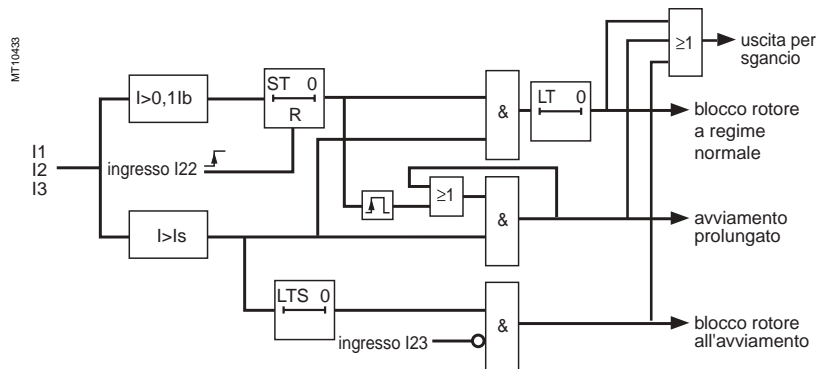 MT10433
I1
I2
I3
I>0,1Ib
ST 0
R
ingresso I22
I>Is
LTS 0
ingresso I23
≥1
&
LT 0
&
&
≥1
uscita per
sgancio
blocco rotore
a regime
normale
avviamento
prolungato
blocco rotore
all'avviamento